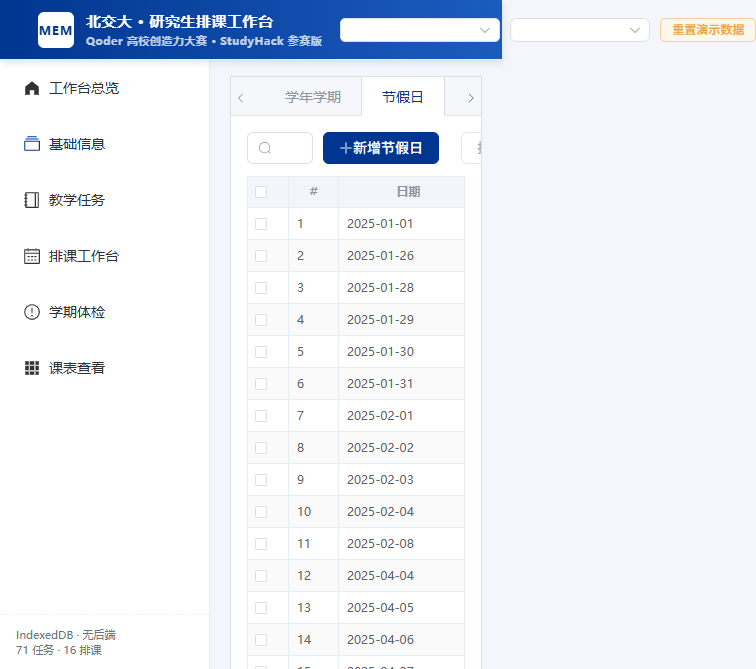 MEM
北交大 • 研究生排课工作台
Qoder 高校创造力大赛 • StudyHack 参赛版
重置演示数据
工作台总览
基础信息
教学任务
排课工作台
学期体检
课表查看
IndexedDB · 无后端
71 任务 · 16 排课
学年学期
节假日
新增节假日
# 日期
1 2025-01-01
2 2025-01-26
3 2025-01-28
4 2025-01-29
5 2025-01-30
6 2025-01-31
7 2025-02-01
8 2025-02-02
9 2025-02-03
10 2025-02-04
11 2025-02-08
12 2025-04-04
13 2025-04-05
14 2025-04-06